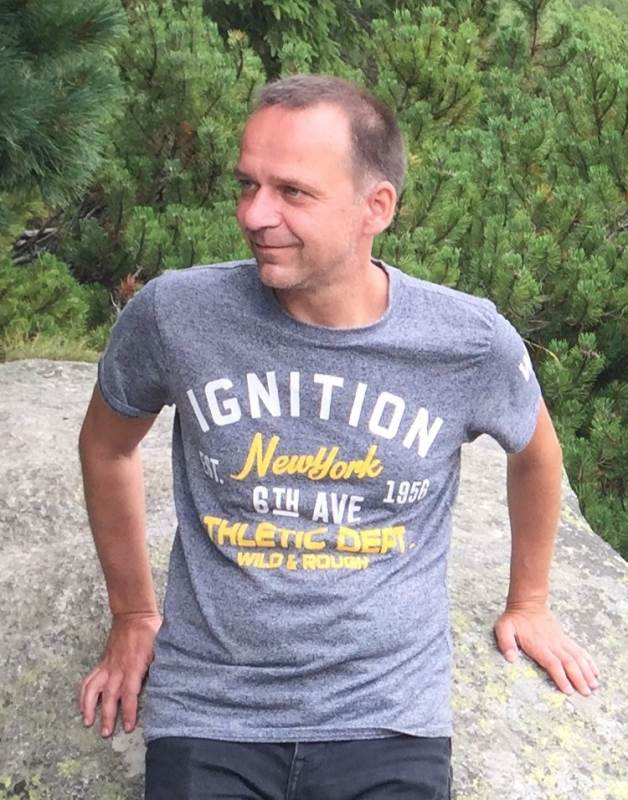 IGNITION
EST. NewYork 1956
6TH AVE
THLETIC DEPT.
WILD & ROUGH